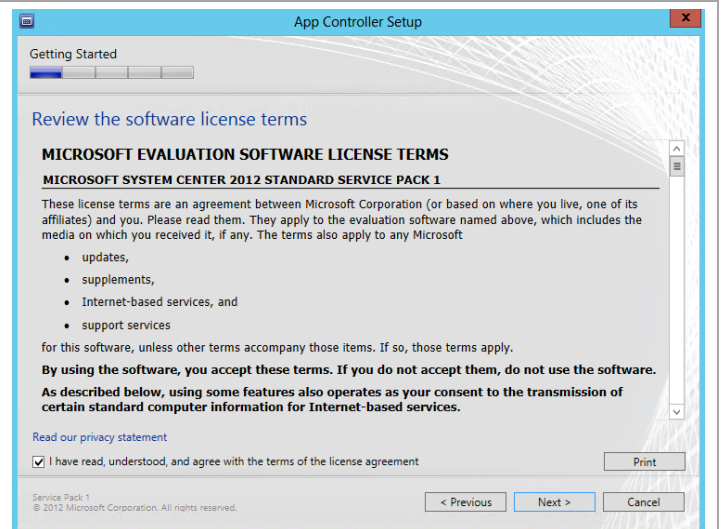 App Controller Setup
x
Getting Started
Review the software license terms
MICROSOFT EVALUATION SOFTWARE LICENSE TERMS
MICROSOFT SYSTEM CENTER 2012 STANDARD SERVICE PACK 1
These license terms are an agreement between Microsoft Corporation (or based on where you live, one of its
affiliates) and you. Please read them. They apply to the evaluation software named above, which includes the
media on which you received it, if any. The terms also apply to any Microsoft
• updates,
• supplements,
• Internet-based services, and
• support services
for this software, unless other terms accompany those items. If so, those terms apply.
By using the software, you accept these terms. If you do not accept them, do not use the software.
As described below, using some features also operates as your consent to the transmission of
certain standard computer information for Internet-based services.
Read our privacy statement
I have read, understood, and agree with the terms of the license agreement
Print
Service Pack 1
© 2012 Microsoft Corporation. All rights reserved.
< Previous
Next >
Cancel